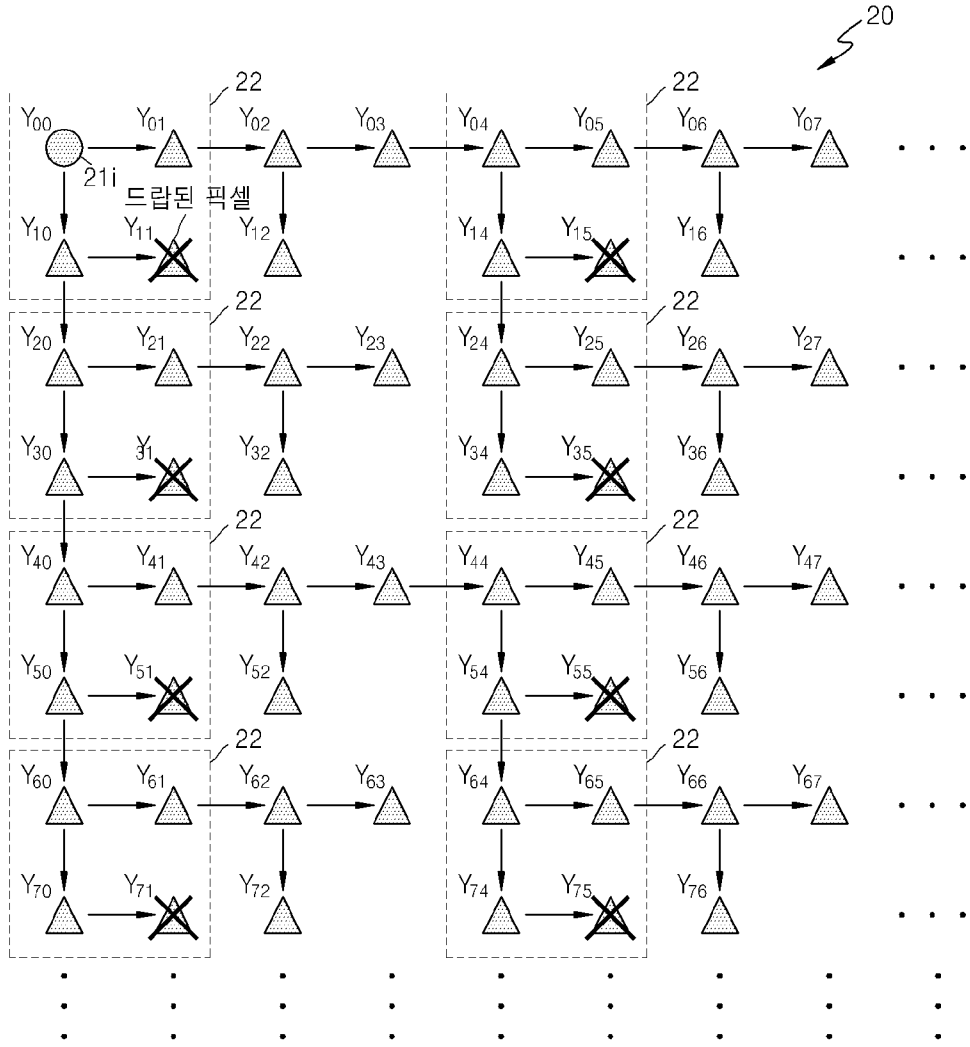 20
22 22
Y00 Y01 Y02 Y03 Y04 Y05 Y06 Y07
21i
드랍된 픽셀
Y10 Y11 Y12 Y14 Y15 Y16
22 22
Y20 Y21 Y22 Y23 Y24 Y25 Y26 Y27
Y30 Y31 Y32 Y34 Y35 Y36
22 22
Y40 Y41 Y42 Y43 Y44 Y45 Y46 Y47
Y50 Y51 Y52 Y54 Y55 Y56
22 22
Y60 Y61 Y62 Y63 Y64 Y65 Y66 Y67
Y70 Y71 Y72 Y74 Y75 Y76